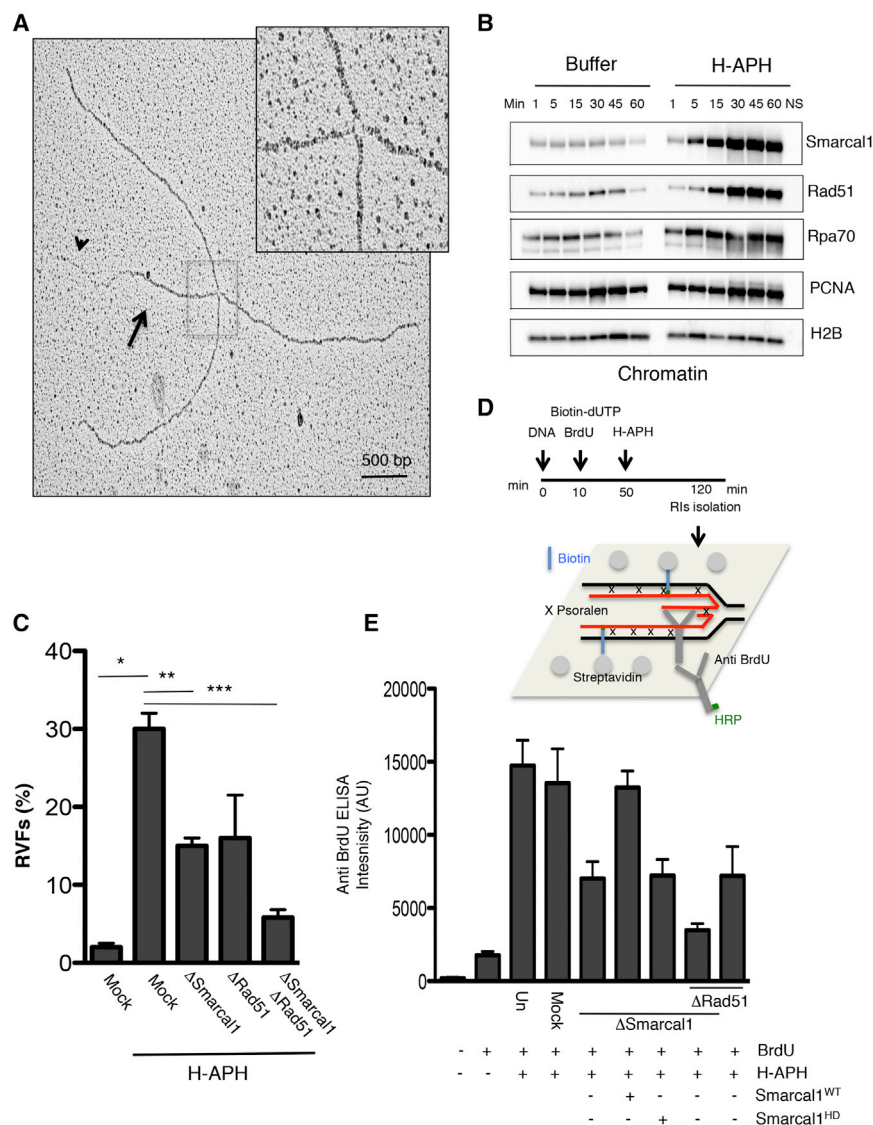 A
500 bp
B
Buffer H-APH
Min 1 5 15 30 45 60 1 5 15 30 45 60 NS
Smarcal1
Rad51
Rpa70
PCNA
H2B
Chromatin
C
RVFs (%)
40
30
20
10
0
*
**
***
Mock
Mock
ΔSmarcal1
ΔRad51
ΔSmarcal1
ΔRad51
H-APH
D
Biotin-dUTP
DNA BrdU H-APH
min 0 10 50 120 min
RIs isolation
Biotin
X Psoralen
Streptavidin
Anti BrdU
HRP
X X X X X
X X X X X
E
Anti BrdU ELISA
Intesnisity (AU)
20000
15000
10000
5000
0
Un
Mock
ΔSmarcal1
ΔRad51
- + + + + + + + + BrdU
- - + + + + + + + H-APH
- + - - - Smarcal1WT
- - + - - Smarcal1HD